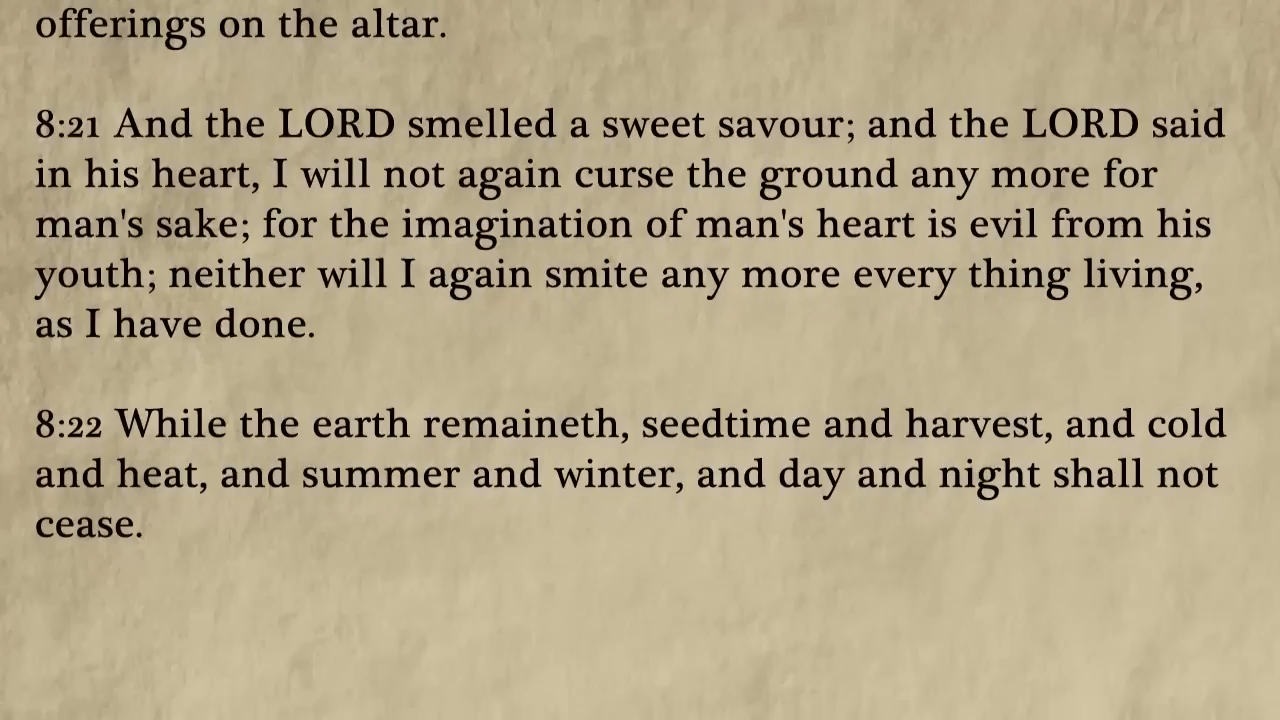 offerings on the altar.
8:21 And the LORD smelled a sweet savour; and the LORD said
in his heart, I will not again curse the ground any more for
man's sake; for the imagination of man's heart is evil from his
youth; neither will I again smite any more every thing living,
as I have done.
8:22 While the earth remaineth, seedtime and harvest, and cold
and heat, and summer and winter, and day and night shall not
cease.